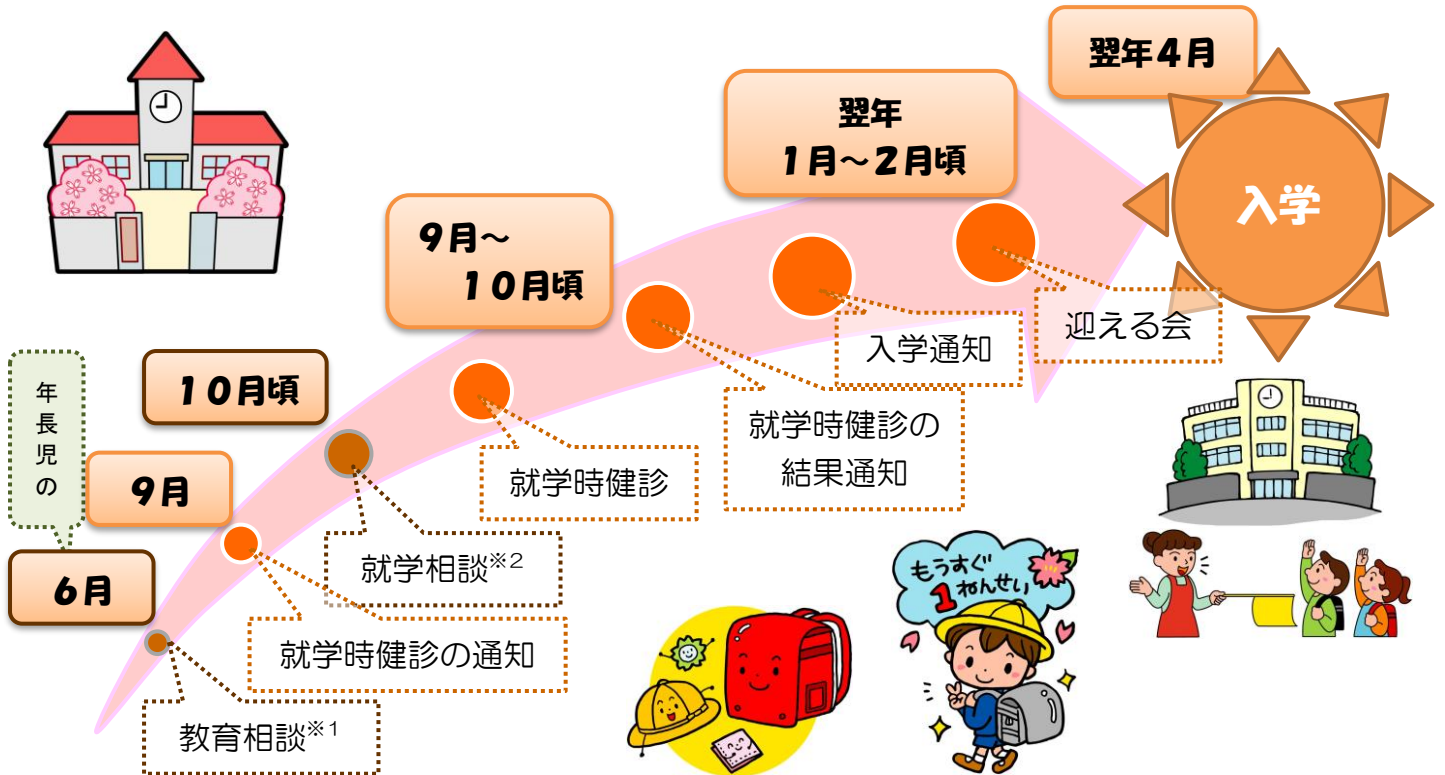 年長児の
6月
教育相談※1
9月
就学時健診の通知
10月頃
就学相談※2
9月～
10月頃
就学時健診
就学時健診の
結果通知
翌年
1月～2月頃
入学通知
迎える会
翌年4月
入学
もうすぐ
1ねんせい